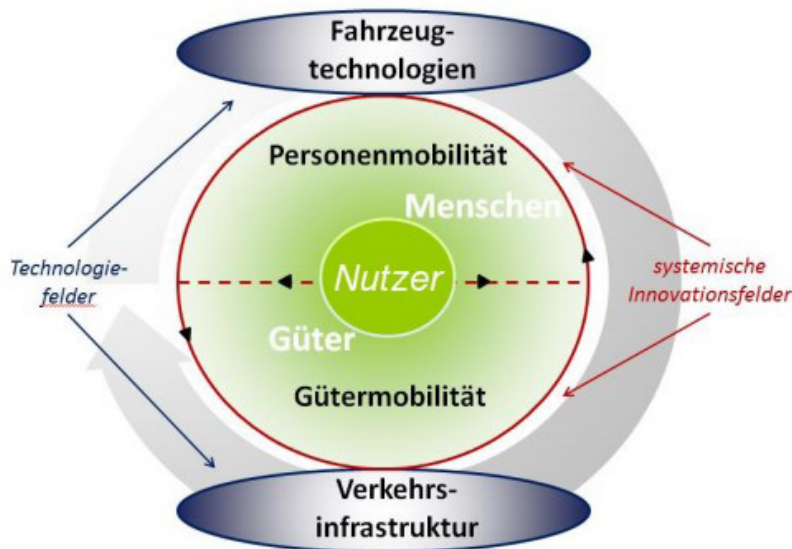 Fahrzeug-
technologien
Personenmobilität
Menschen
Technologie-
felder
Nutzer
systemische
Innovationsfelder
Güter
Gütermobilität
Verkehrs-
infrastruktur